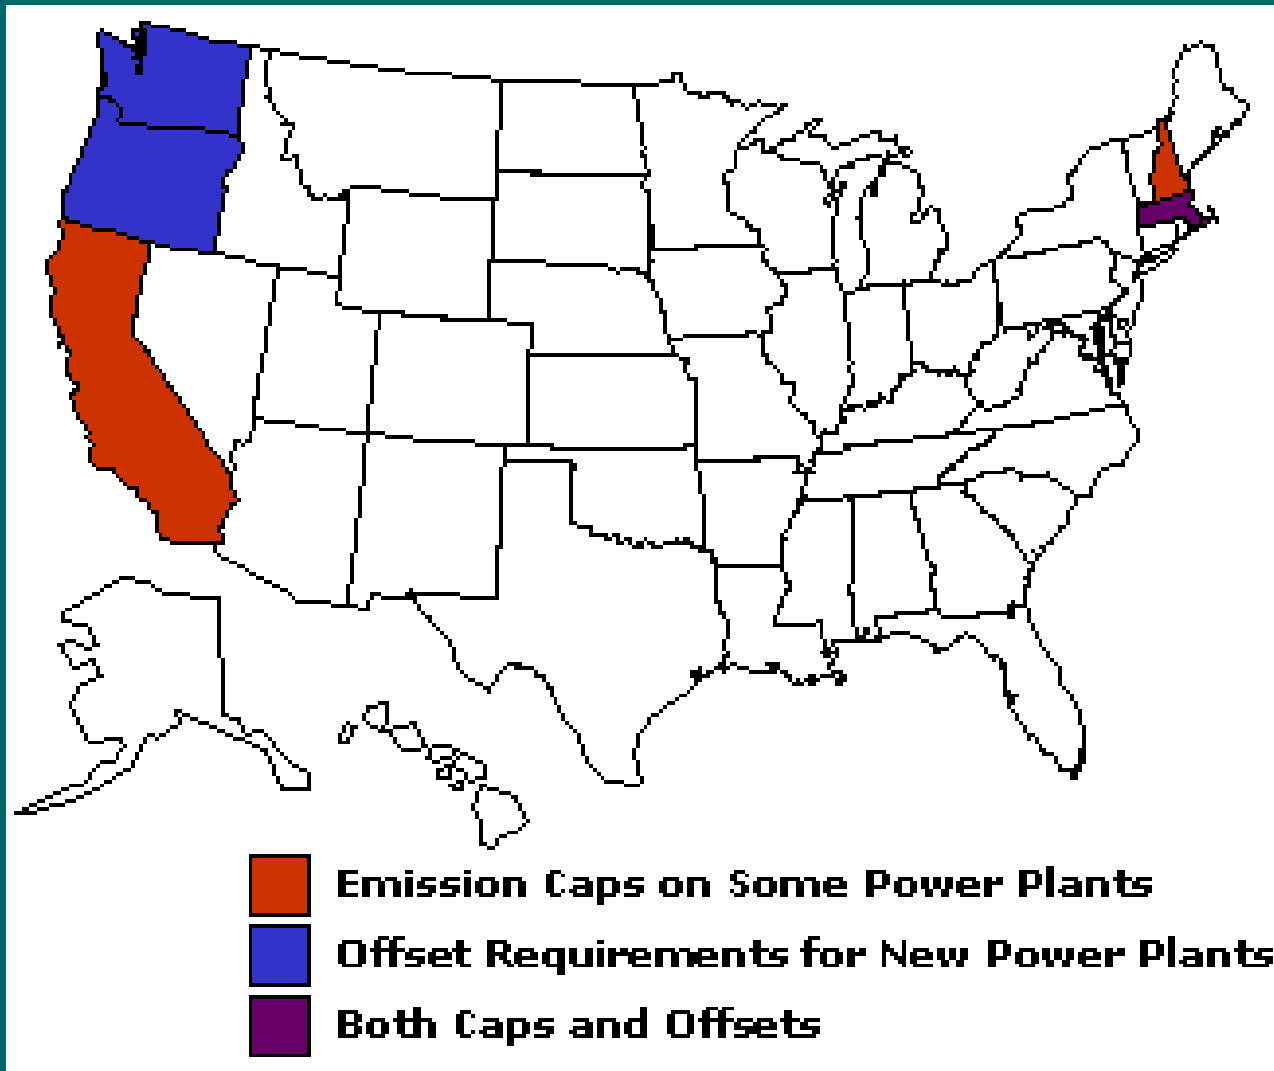 Emission Caps on Some Power Plants
Offset Requirements for New Power Plants
Both Caps and Offsets